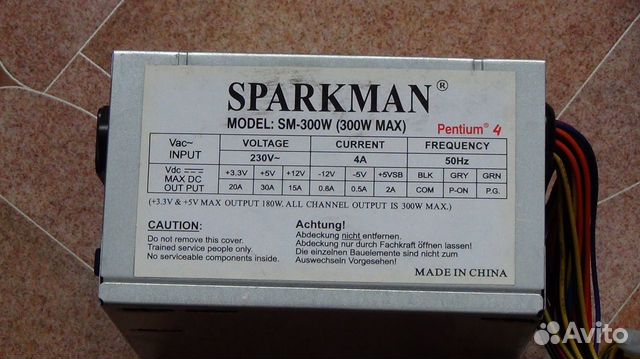 SPARKMAN®
MODEL: SM-300W (300W MAX) Pentium® 4
Vac~ INPUT VOLTAGE CURRENT FREQUENCY
230V~ 4A 50Hz
Vdc MAX DC OUT PUT +3.3V +5V +12V -12V -5V +5VSB BLK GRY GRN
20A 30A 15A 0.8A 0.5A 2A COM P-ON P.G.
(+3.3V & +5V MAX OUTPUT 180W. ALL CHANNEL OUTPUT IS 300W MAX.)
CAUTION:
Do not remove this cover.
Trained service people only.
No serviceable components inside.
Achtung!
Abdeckung nicht entfernen.
Abdeckung nur durch Fachkraft öffnen lassen!
Die einzelnen Bauelemente sind nicht zum
Auswechseln Vorgesehen!
MADE IN CHINA
Avito